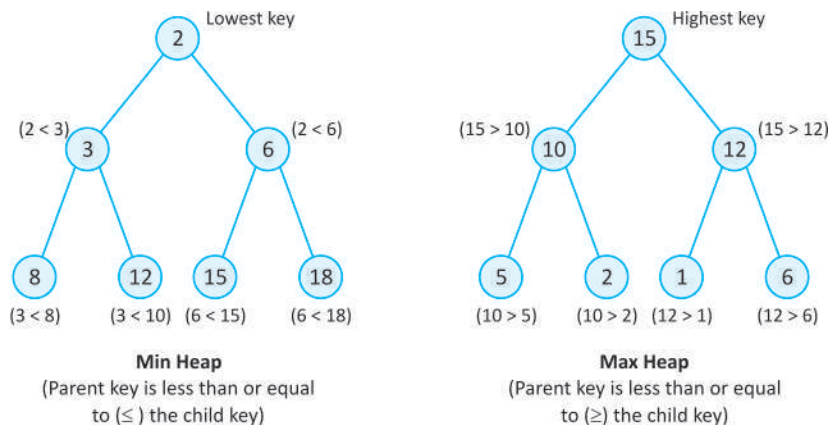 Lowest key
2
(2 < 3)
3
(2 < 6)
6
8
12
15
18
(3 < 8)
(3 < 10)
(6 < 15)
(6 < 18)
Min Heap
(Parent key is less than or equal
to (≤ ) the child key)
Highest key
15
(15 > 10)
10
(15 > 12)
12
5
2
1
6
(10 > 5)
(10 > 2)
(12 > 1)
(12 > 6)
Max Heap
(Parent key is less than or equal
to (≥) the child key)